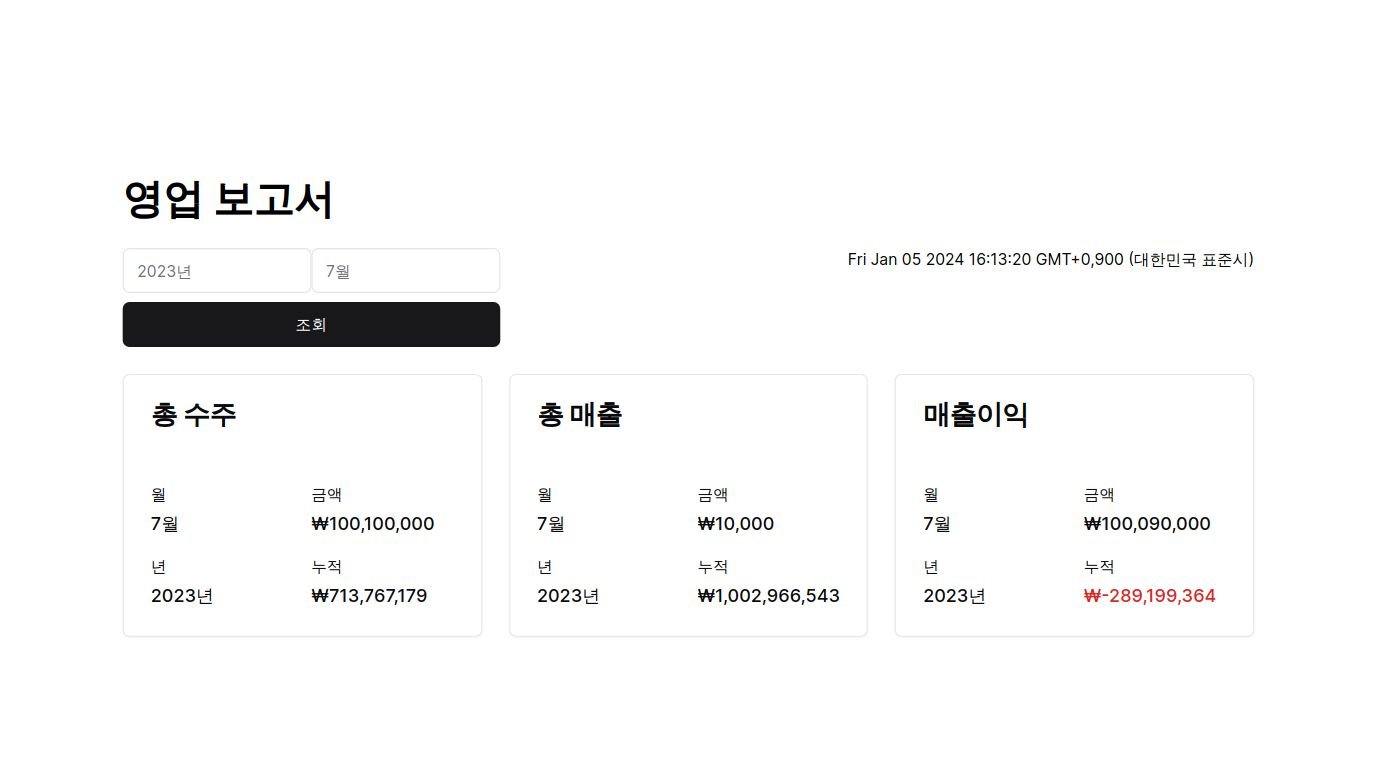 영업 보고서
2023년 7월
Fri Jan 05 2024 16:13:20 GMT+0,900 (대한민국 표준시)
조회
총 수주
월 금액
7월 ₩100,100,000
년 누적
2023년 ₩713,767,179
총 매출
월 금액
7월 ₩10,000
년 누적
2023년 ₩1,002,966,543
매출이익
월 금액
7월 ₩100,090,000
년 누적
2023년 ₩-289,199,364